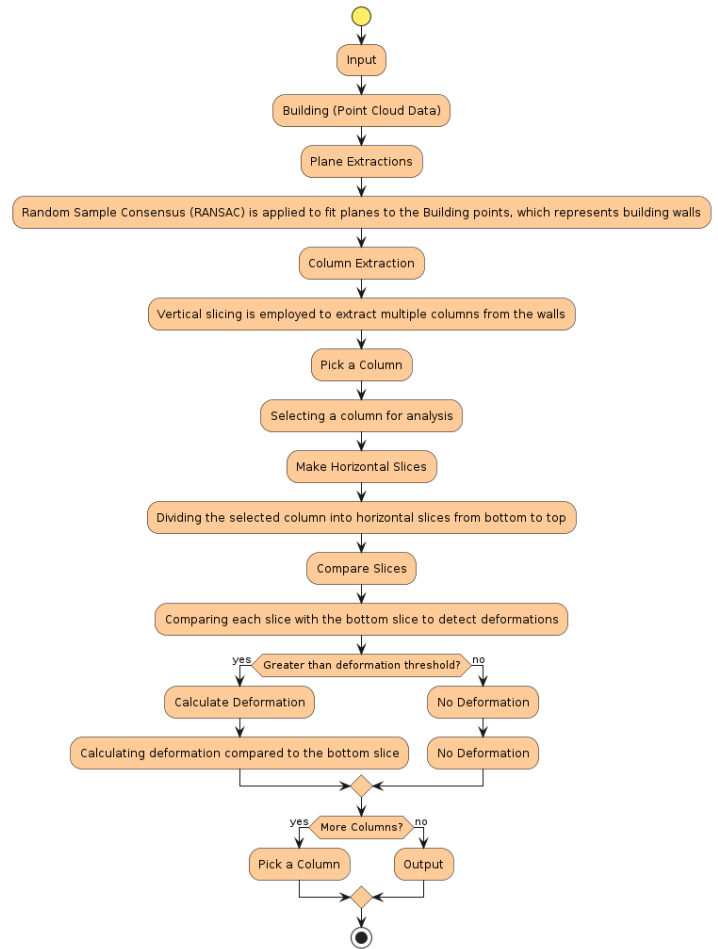 Input
Building (Point Cloud Data)
Plane Extractions
Random Sample Consensus (RANSAC) is applied to fit planes to the Building points, which represents building walls
Column Extraction
Vertical slicing is employed to extract multiple columns from the walls
Pick a Column
Selecting a column for analysis
Make Horizontal Slices
Dividing the selected column into horizontal slices from bottom to top
Compare Slices
Comparing each slice with the bottom slice to detect deformations
yes
Greater than deformation threshold?
no
Calculate Deformation
No Deformation
Calculating deformation compared to the bottom slice
No Deformation
yes
More Columns?
no
Pick a Column
Output